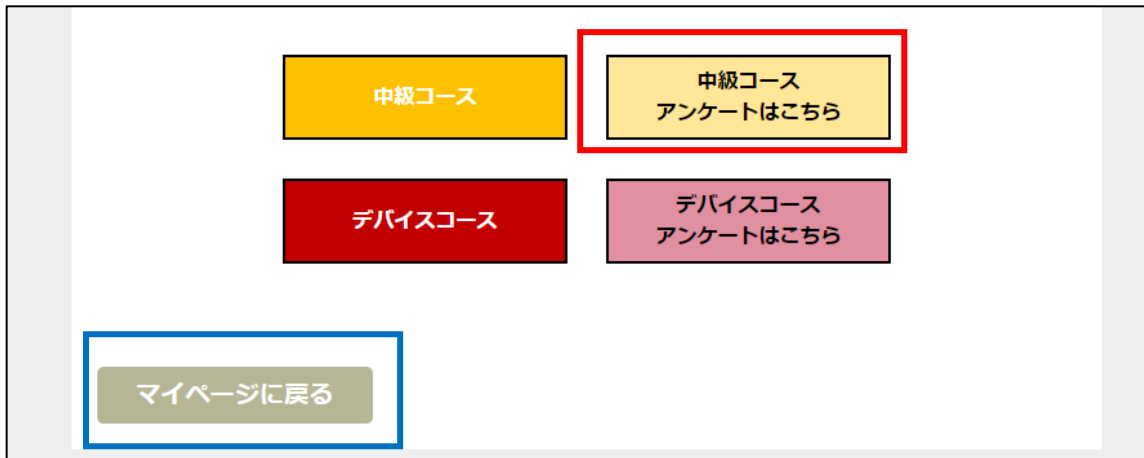 中級コース
中級コース
アンケートはこちら
デバイスコース
デバイスコース
アンケートはこちら
マイページに戻る